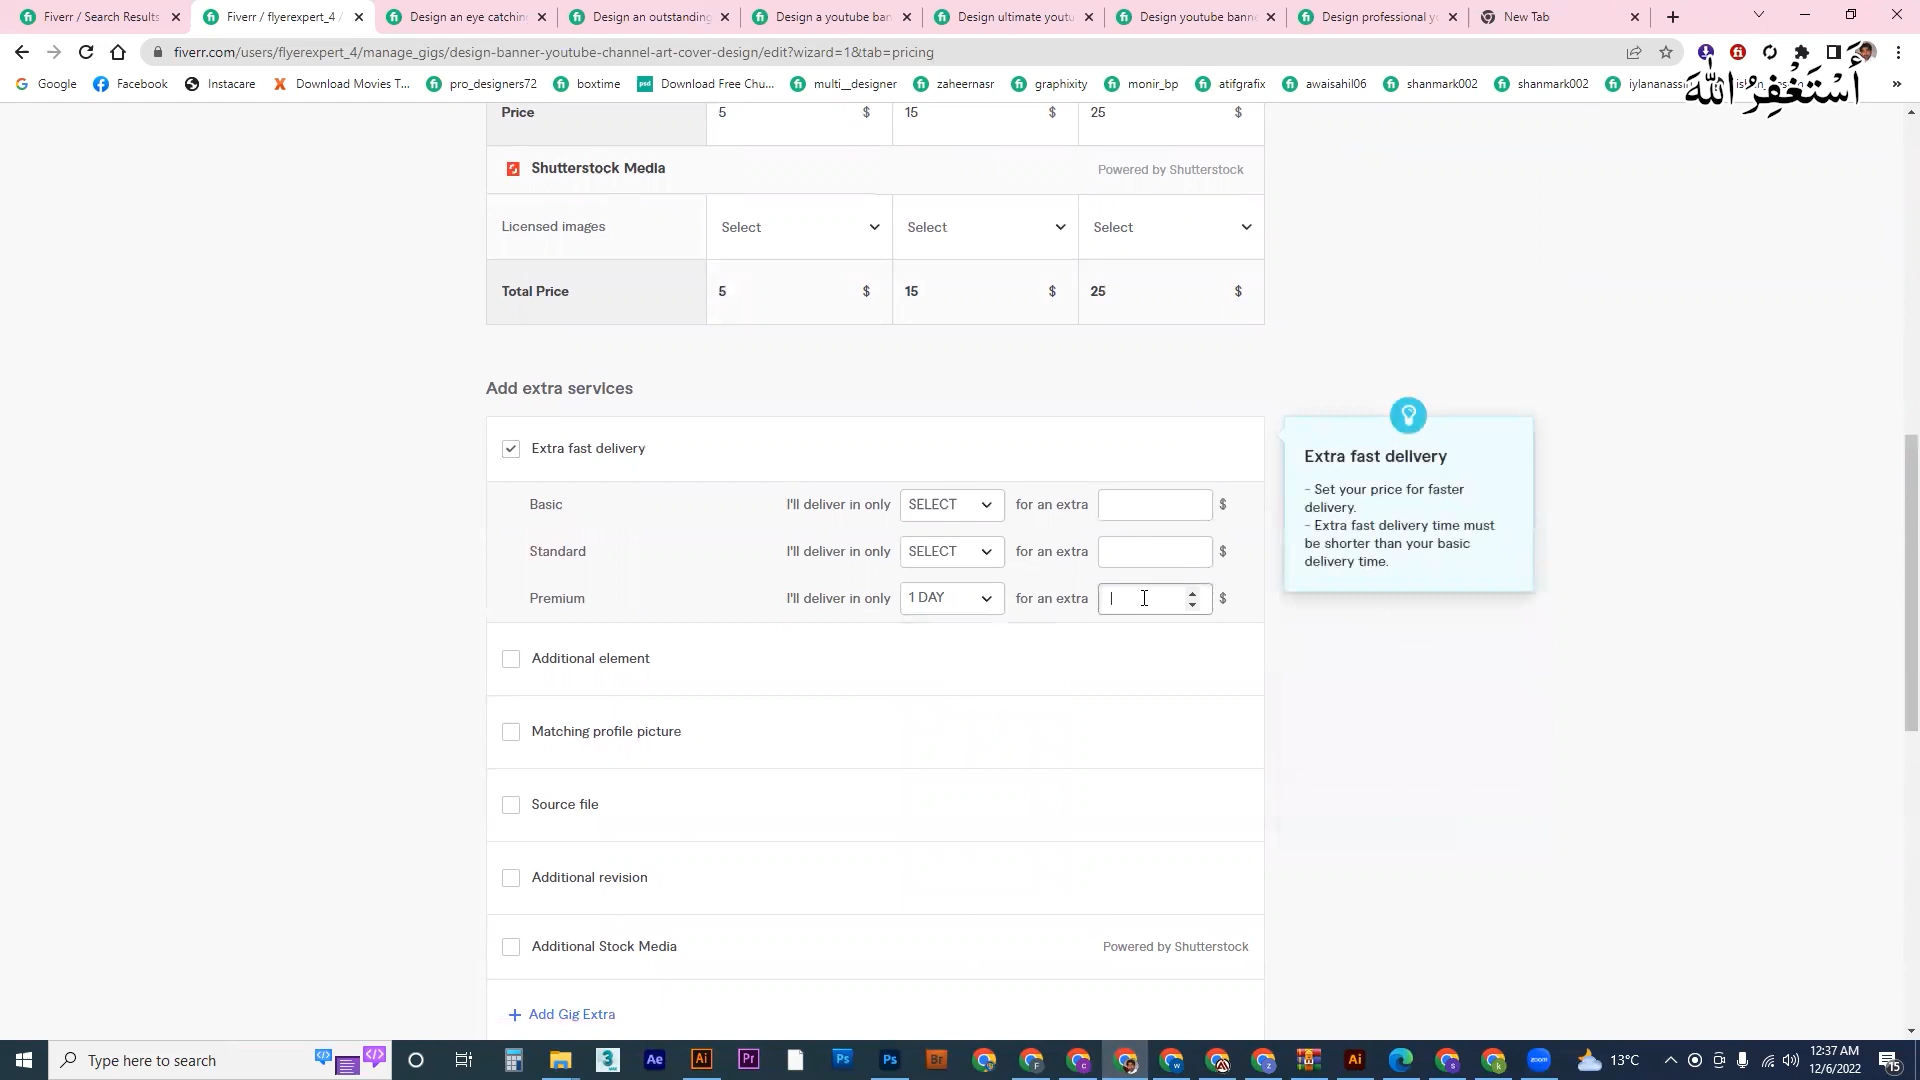 Fiverr / Search Results
Fiverr / flyerexpert_4 /
Design an eye catchin
Design an outstanding
Design a youtube ban
Design ultimate youtu
Design youtube bann
Design professional y
New Tab
fiverr.com/users/flyerexpert_4/manage_gigs/design-banner-youtube-channel-art-cover-design/edit?wizard=1&tab=pricing
Google
Facebook
Instacare
Download Movies T...
pro_designers72
boxtime
Download Free Chu...
multi__designer
zaheernasr
graphixity
monir_bp
atifgrafix
awaisahil06
shanmark002
shanmark002
أَسْتَغْفِرُ اللّٰهَ
Price 5 $ 15 $ 25 $
Shutterstock Media Powered by Shutterstock
Licensed images Select Select Select
Total Price 5 $ 15 $ 25 $
Add extra services
Extra fast delivery
Basic I'll deliver in only SELECT for an extra $
Standard I'll deliver in only SELECT for an extra $
Premium I'll deliver in only 1 DAY for an extra $
Extra fast delivery
- Set your price for faster
delivery.
- Extra fast delivery time must
be shorter than your basic
delivery time.
Additional element
Matching profile picture
Source file
Additional revision
Additional Stock Media Powered by Shutterstock
+ Add Gig Extra
Type here to search
13°C
12:37 AM
12/6/2022
15